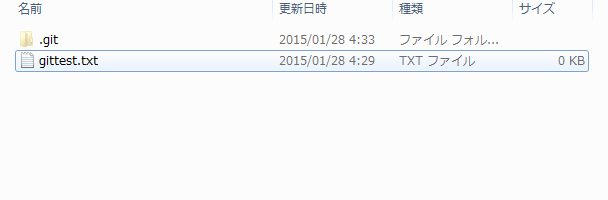 名前 更新日時 種類 サイズ
.git 2015/01/28 4:33 ファイル フォル...
gittest.txt 2015/01/28 4:29 TXT ファイル 0 KB